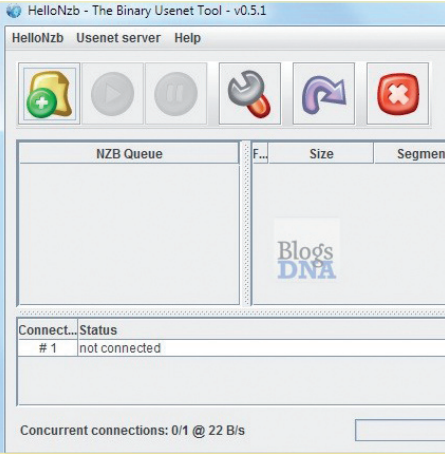 HelloNzb - The Binary Usenet Tool - v0.5.1
HelloNzb Usenet server Help
NZB Queue F... Size Segmen
Blogs
DNA
Connect... Status
# 1 not connected
Concurrent connections: 0/1 @ 22 B/s